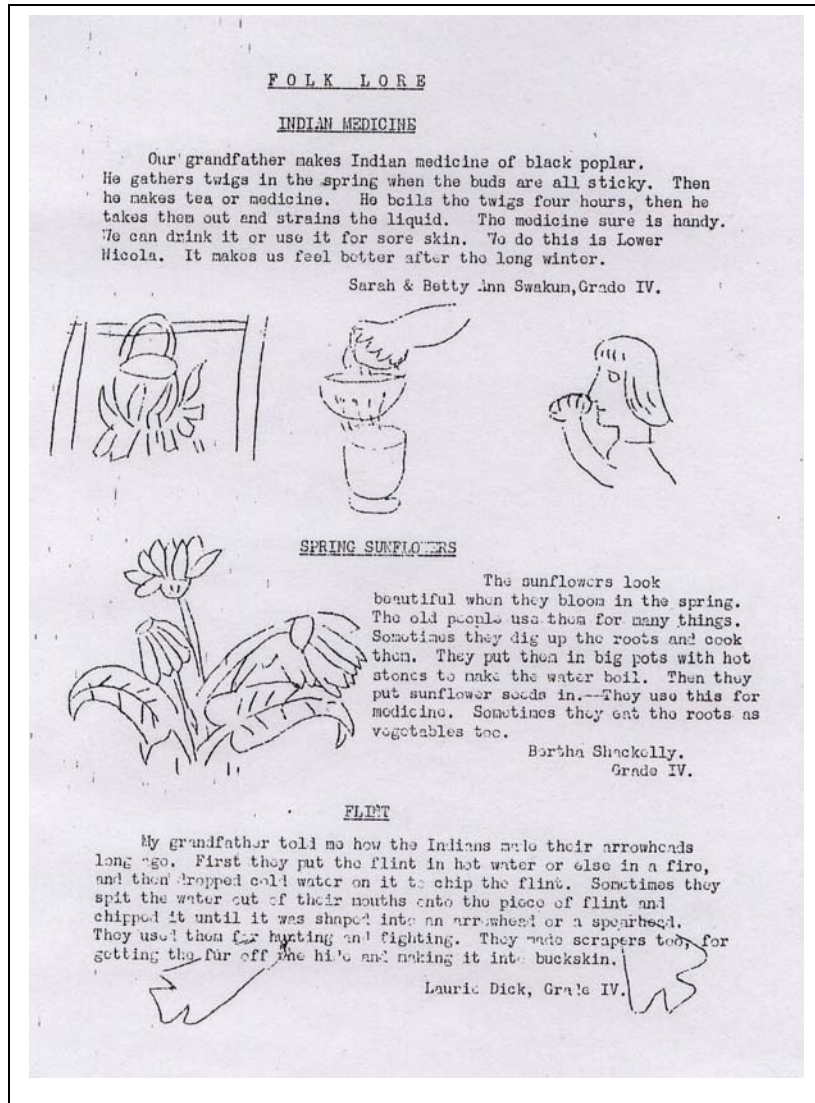 FOLK LORE
INDIAN MEDICINE
Our grandfather makes Indian medicine of black poplar.
He gathers twigs in the spring when the buds are all sticky. Then
he makes tea or medicine. He boils the twigs four hours, then he
takes them out and strains the liquid. The medicine sure is handy.
We can drink it or use it for sore skin. We do this is Lower
Nicola. It makes us feel better after the long winter.
Sarah & Betty Ann Swakum, Grade IV.
SPRING SUNFLOWERS
The sunflowers look
beautiful when they bloom in the spring.
The old people use them for many things.
Sometimes they dig up the roots and cook
them. They put them in big pots with hot
stones to make the water boil. Then they
put sunflower seeds in.--They use this for
medicine. Sometimes they eat the roots as
vegetables too.
Bertha Shackelly.
Grade IV.
FLINT
My grandfather told me how the Indians made their arrowheads
long ago. First they put the flint in hot water or else in a fire,
and then dropped cold water on it to chip the flint. Sometimes they
spit the water out of their mouths onto the piece of flint and
chipped it until it was shaped into an arrowhead or a spearhead.
They used them for hunting and fighting. They made scrapers too, for
getting the fur off the hide and making it into buckskin.
Laurie Dick, Grade IV.